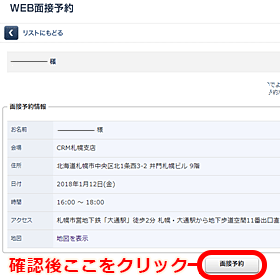 WEB面接予約
リストにもどる
様
面接予約情報
お名前 様
会場 CRM札幌支店
住所 北海道札幌市中央区北1条西3-2 井門札幌ビル 9階
日付 2018年1月12日(金)
時間 16:00 ～ 18:00
アクセス 札幌市営地下鉄「大通駅」徒歩2分 札幌・大通駅から地下歩道空間11番出口直
地図 地図を表示
確認後ここをクリック
面接予約